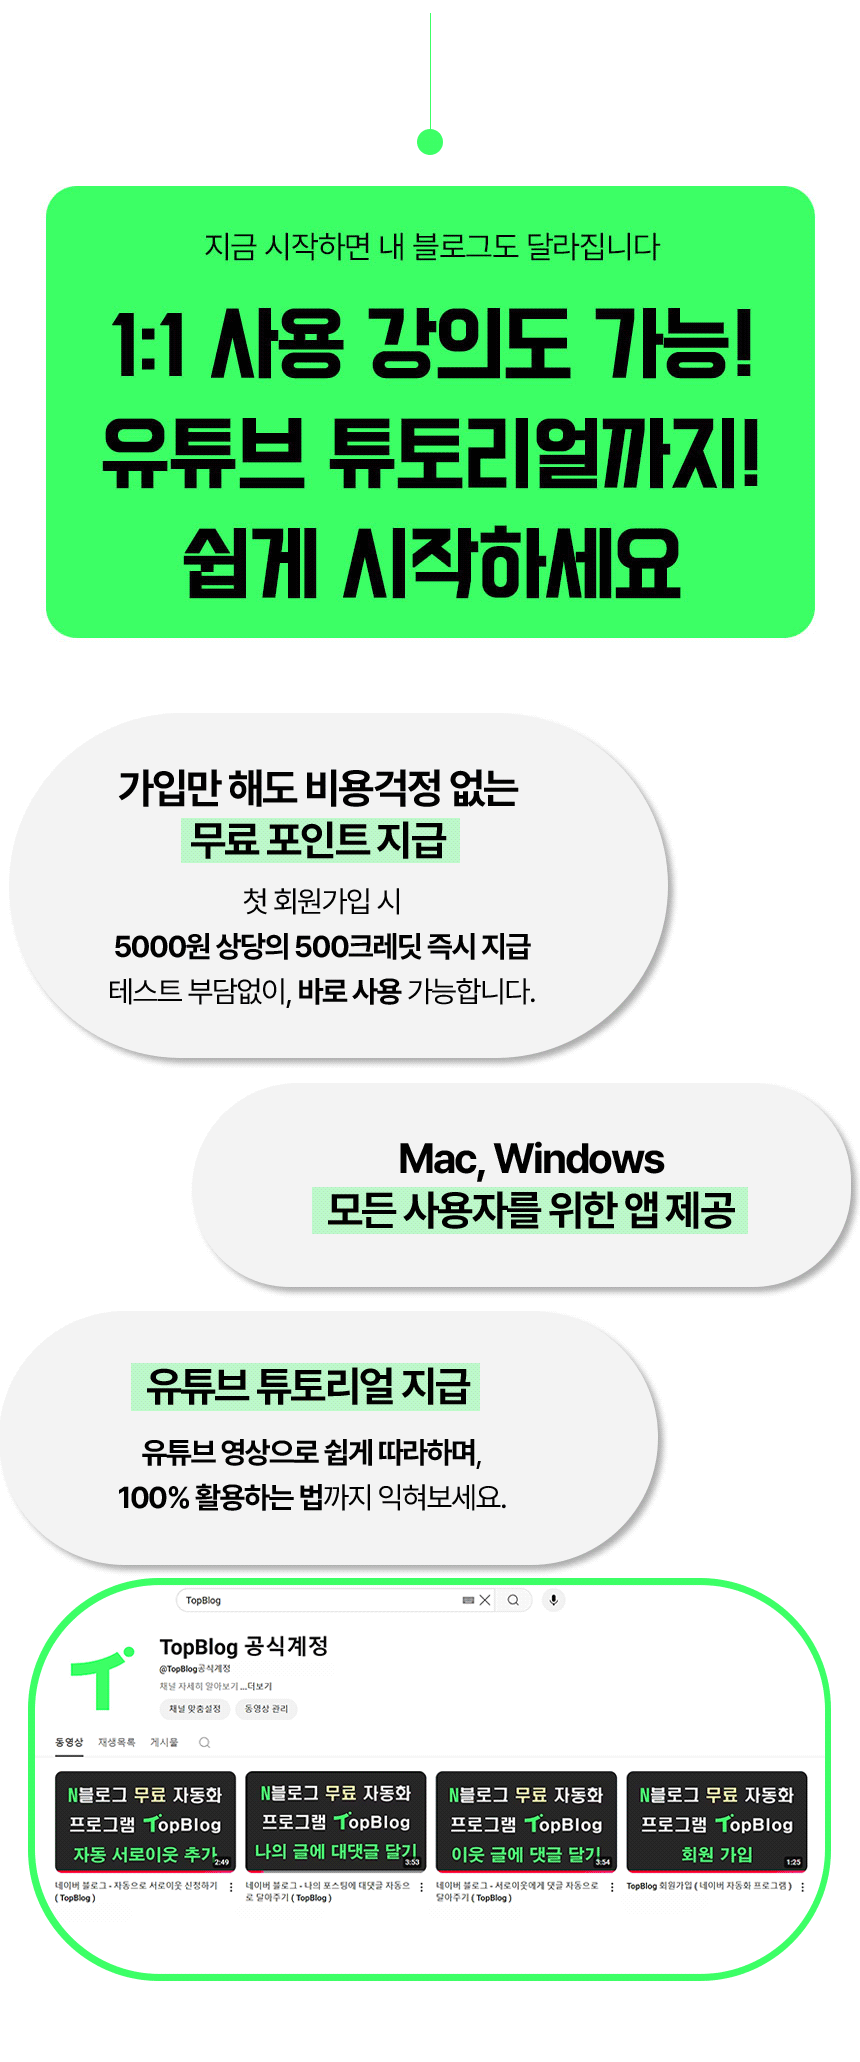 지금 시작하면 내 블로그도 달라집니다
1:1 사용 강의도 가능!
유튜브 튜토리얼까지!
쉽게 시작하세요
가입만 해도 비용걱정 없는
무료 포인트 지급
첫 회원가입 시
5000원 상당의 500크레딧 즉시 지급
테스트 부담없이, 바로 사용 가능합니다.
Mac, Windows
모든 사용자를 위한 앱 제공
유튜브 튜토리얼 지급
유튜브 영상으로 쉽게 따라하며,
100% 활용하는 법까지 익혀보세요.
TopBlog
TopBlog 공식계정
@TopBlog공식계정
채널 자세히 알아보기 ...더보기
채널 맞춤설정 동영상 관리
동영상 재생목록 게시물
N블로그 무료 자동화
프로그램 TopBlog
자동 서로이웃 추가
2:49
네이버 블로그 - 자동으로 서로이웃 신청하기
( TopBlog )
N블로그 무료 자동화
프로그램 TopBlog
나의 글에 대댓글 달기
3:53
네이버 블로그 - 나의 포스팅에 대댓글 자동으
로 달아주기 ( TopBlog )
N블로그 무료 자동화
프로그램 TopBlog
이웃 글에 댓글 달기
3:54
네이버 블로그 - 서로이웃에게 댓글 자동으로
달아주기 ( TopBlog )
N블로그 무료 자동화
프로그램 TopBlog
회원 가입
1:25
TopBlog 회원가입 ( 네이버 자동화 프로그램 )